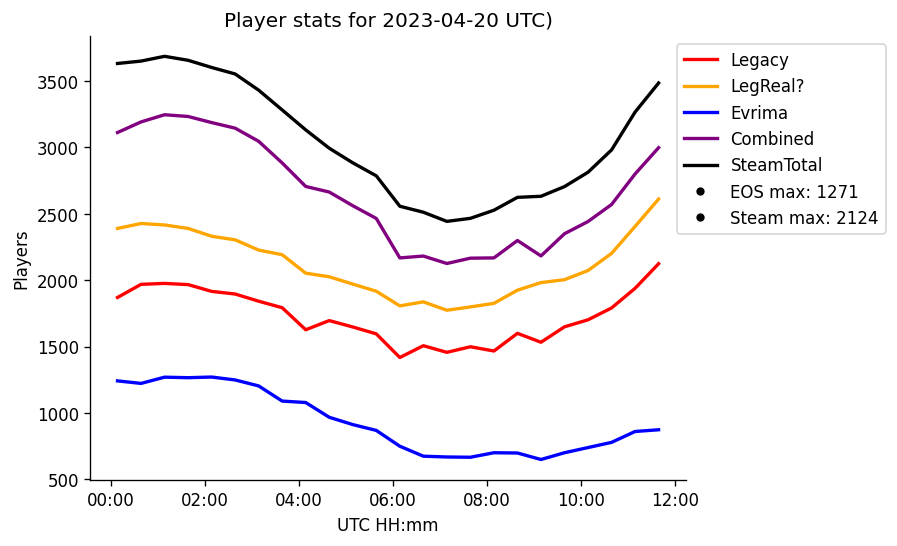 Player stats for 2023-04-20 UTC)
Players
3500
3000
2500
2000
1500
1000
500
00:00 02:00 04:00 06:00 08:00 10:00 12:00
UTC HH:mm
Legacy
LegReal?
Evrima
Combined
SteamTotal
EOS max: 1271
Steam max: 2124